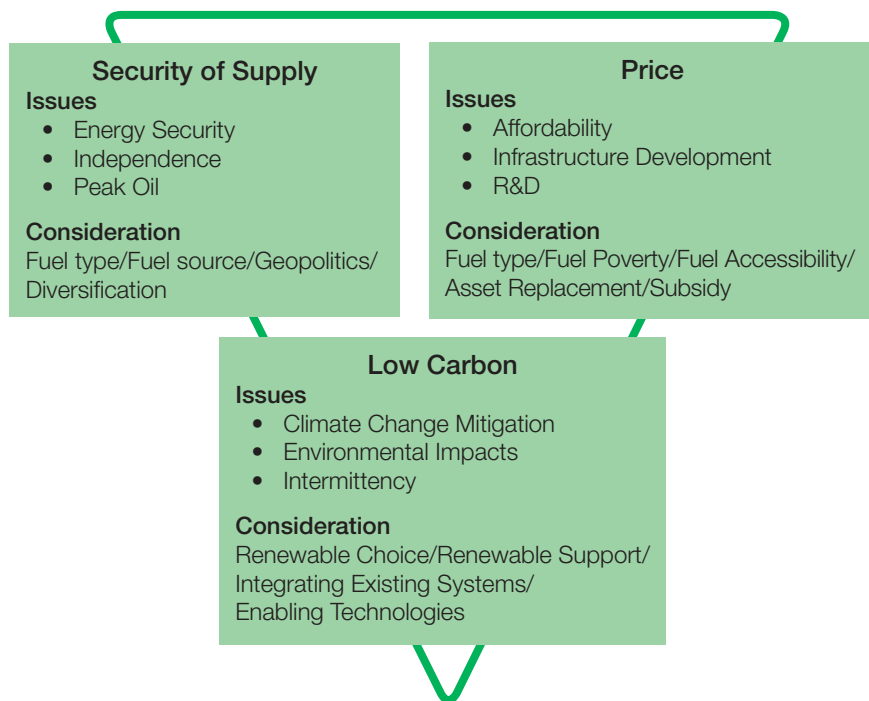 Security of Supply
Issues
• Energy Security
• Independence
• Peak Oil
Consideration
Fuel type/Fuel source/Geopolitics/
Diversification
Price
Issues
• Affordability
• Infrastructure Development
• R&D
Consideration
Fuel type/Fuel Poverty/Fuel Accessibility/
Asset Replacement/Subsidy
Low Carbon
Issues
• Climate Change Mitigation
• Environmental Impacts
• Intermittency
Consideration
Renewable Choice/Renewable Support/
Integrating Existing Systems/
Enabling Technologies